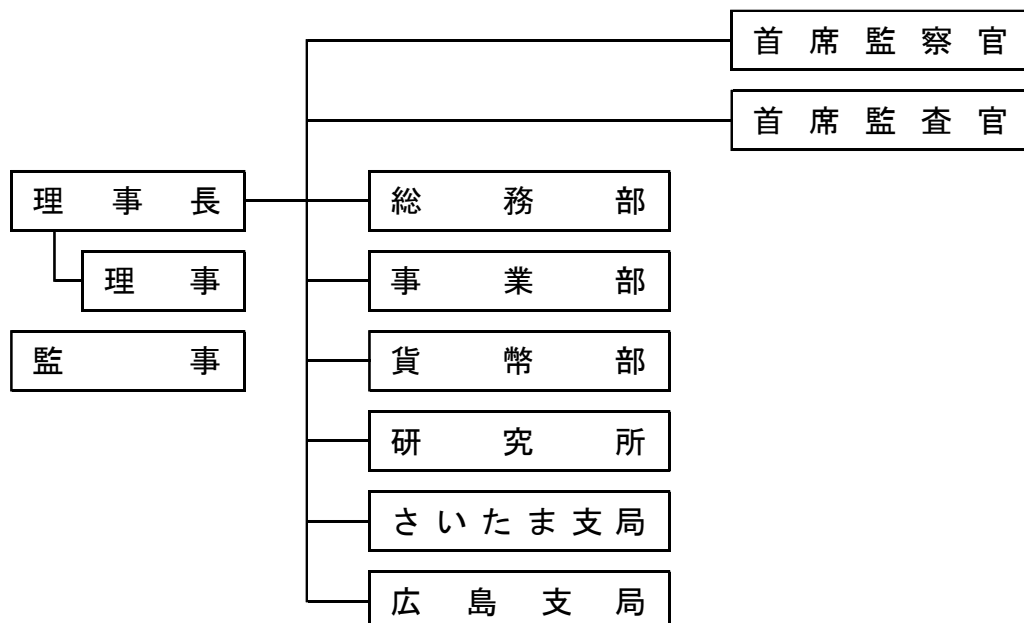 首席監察官
首席監査官
理事長 総務部
理事 事業部
監事 貨幣部
研究所
さいたま支局
広島支局